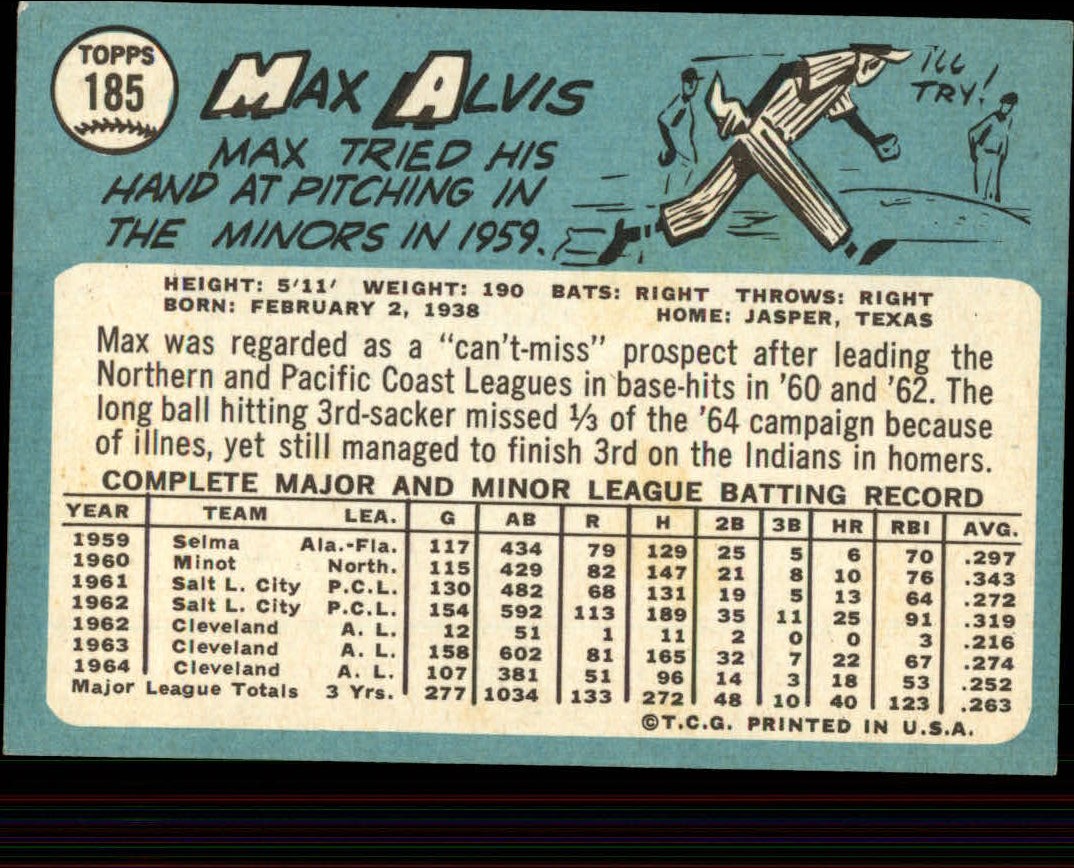 TOPPS
185
MAX ALVIS
MAX TRIED HIS
HAND AT PITCHING IN
THE MINORS IN 1959.
I'LL
TRY!
HEIGHT: 5'11' WEIGHT: 190 BATS: RIGHT THROWS: RIGHT
BORN: FEBRUARY 2, 1938 HOME: JASPER, TEXAS
Max was regarded as a “can't-miss” prospect after leading the
Northern and Pacific Coast Leagues in base-hits in '60 and '62. The
long ball hitting 3rd-sacker missed ⅓ of the '64 campaign because
of illnes, yet still managed to finish 3rd on the Indians in homers.
COMPLETE MAJOR AND MINOR LEAGUE BATTING RECORD
YEAR TEAM LEA. G AB R H 2B 3B HR RBI AVG.
1959 Selma Ala.-Fla. 117 434 79 129 25 5 6 70 .297
1960 Minot North. 115 429 82 147 21 8 10 76 .343
1961 Salt L. City P.C.L. 130 482 68 131 19 5 13 64 .272
1962 Salt L. City P.C.L. 154 592 113 189 35 11 25 91 .319
1962 Cleveland A. L. 12 51 1 11 2 0 0 3 .216
1963 Cleveland A. L. 158 602 81 165 32 7 22 67 .274
1964 Cleveland A. L. 107 381 51 96 14 3 18 53 .252
Major League Totals 3 Yrs. 277 1034 133 272 48 10 40 123 .263
©T.C.G. PRINTED IN U.S.A.